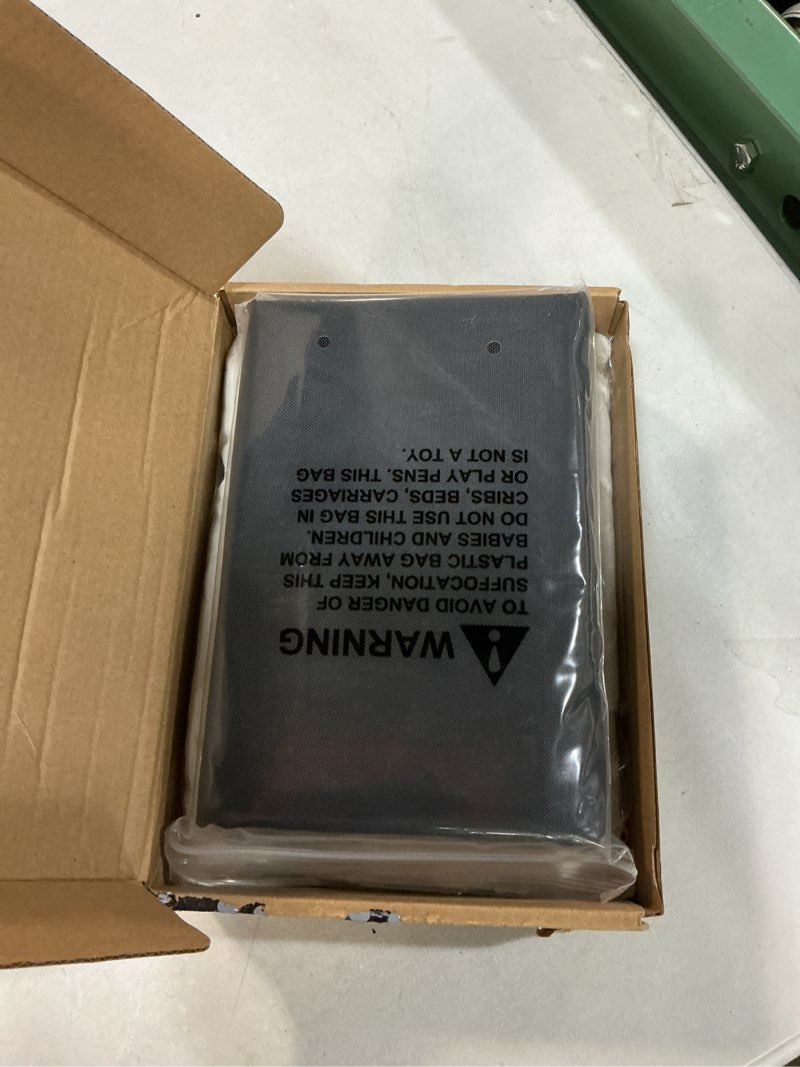 WARNING
TO AVOID DANGER OF
SUFFOCATION, KEEP THIS
PLASTIC BAG AWAY FROM
BABIES AND CHILDREN.
DO NOT USE THIS BAG IN
CRIBS, BEDS, CARRIAGES
OR PLAY PENS. THIS BAG
IS NOT A TOY.